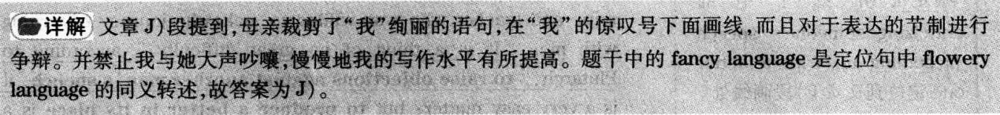 详解 文章 J)段提到,母亲裁剪了“我”绚丽的语句,在“我”的惊叹号下面画线,而且对于表达的节制进行
争辩。并禁止我与她大声吵嚷,慢慢地我的写作水平有所提高。题干中的 fancy language 是定位句中 flowery
language 的同义转述,故答案为 J)。